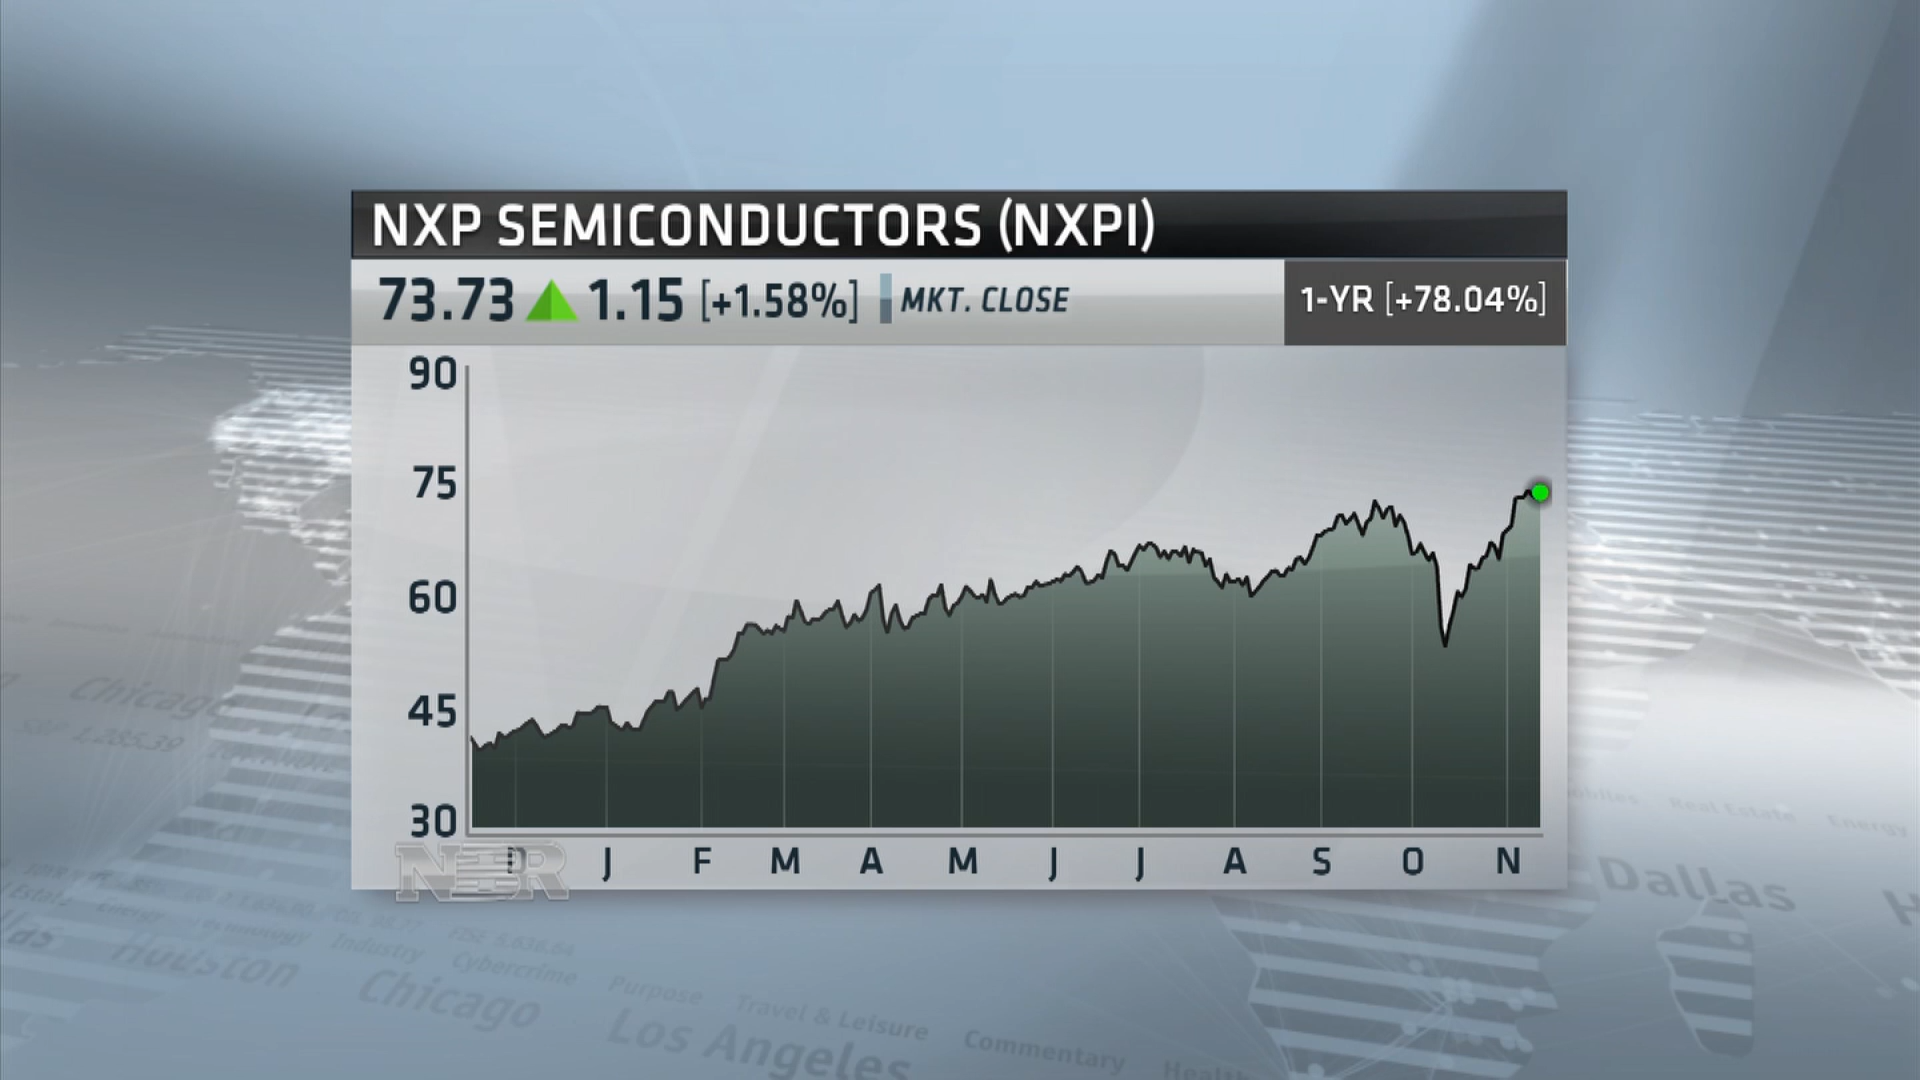 NXP SEMICONDUCTORS (NXPI)
73.73 1.15 [+1.58%] MKT. CLOSE 1-YR [+78.04%]
90
75
60
45
30
D J F M A M J J A S O N
NBR
Chicago
Dallas
Houston
Industry
Cybercrime
Purpose
Travel & Leisure
Commentary
Chicago
Los Angeles
Real Estate
Energy